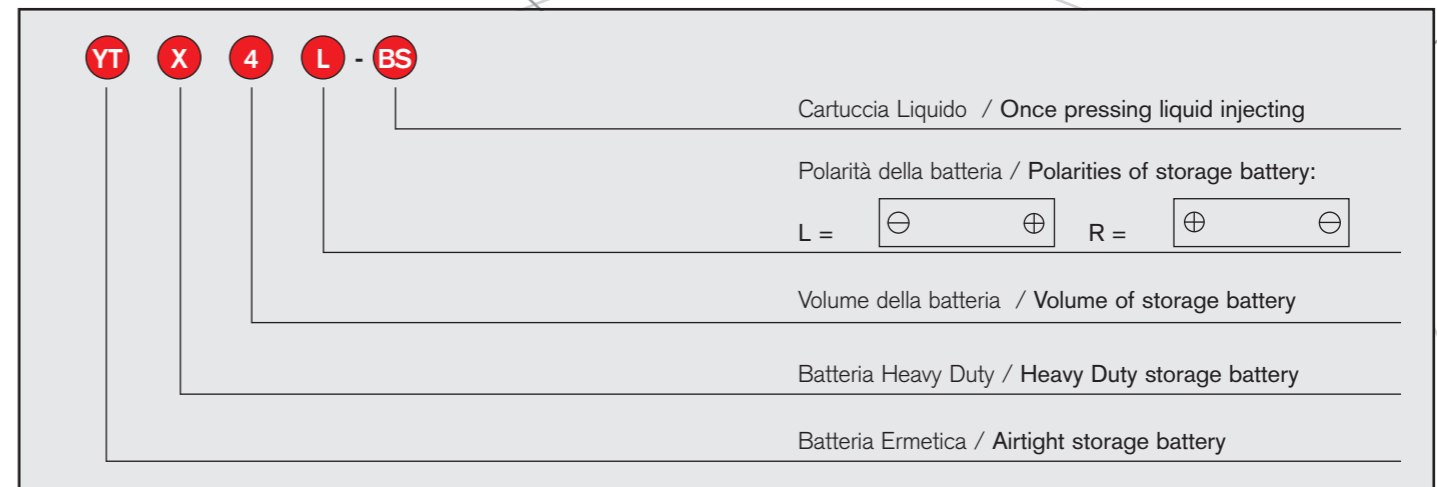 YT X 4 L - BS
Cartuccia Liquido / Once pressing liquid injecting
Polarità della batteria / Polarities of storage battery:
L = ⊖ ⊕ R = ⊕ ⊖
Volume della batteria / Volume of storage battery
Batteria Heavy Duty / Heavy Duty storage battery
Batteria Ermetica / Airtight storage battery